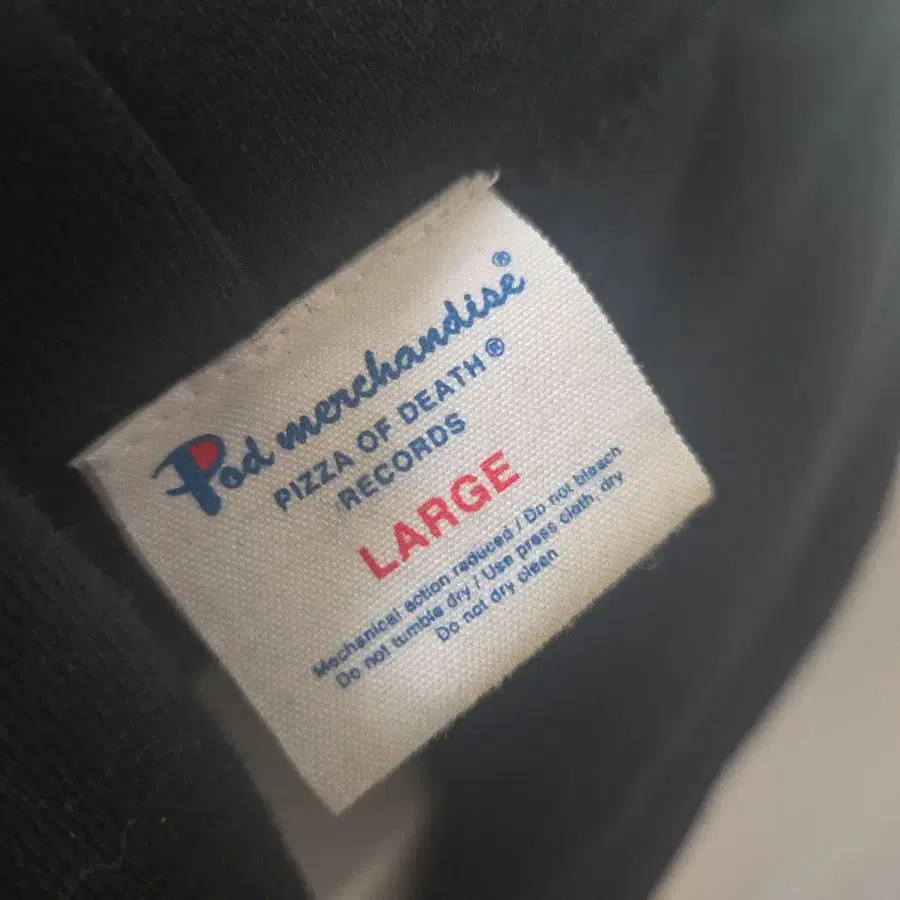 Pod merchandise®
PIZZA OF DEATH®
RECORDS
LARGE
Mechanical action reduced / Do not bleach
Do not tumble dry / Use press cloth. dry
Do not dry clean